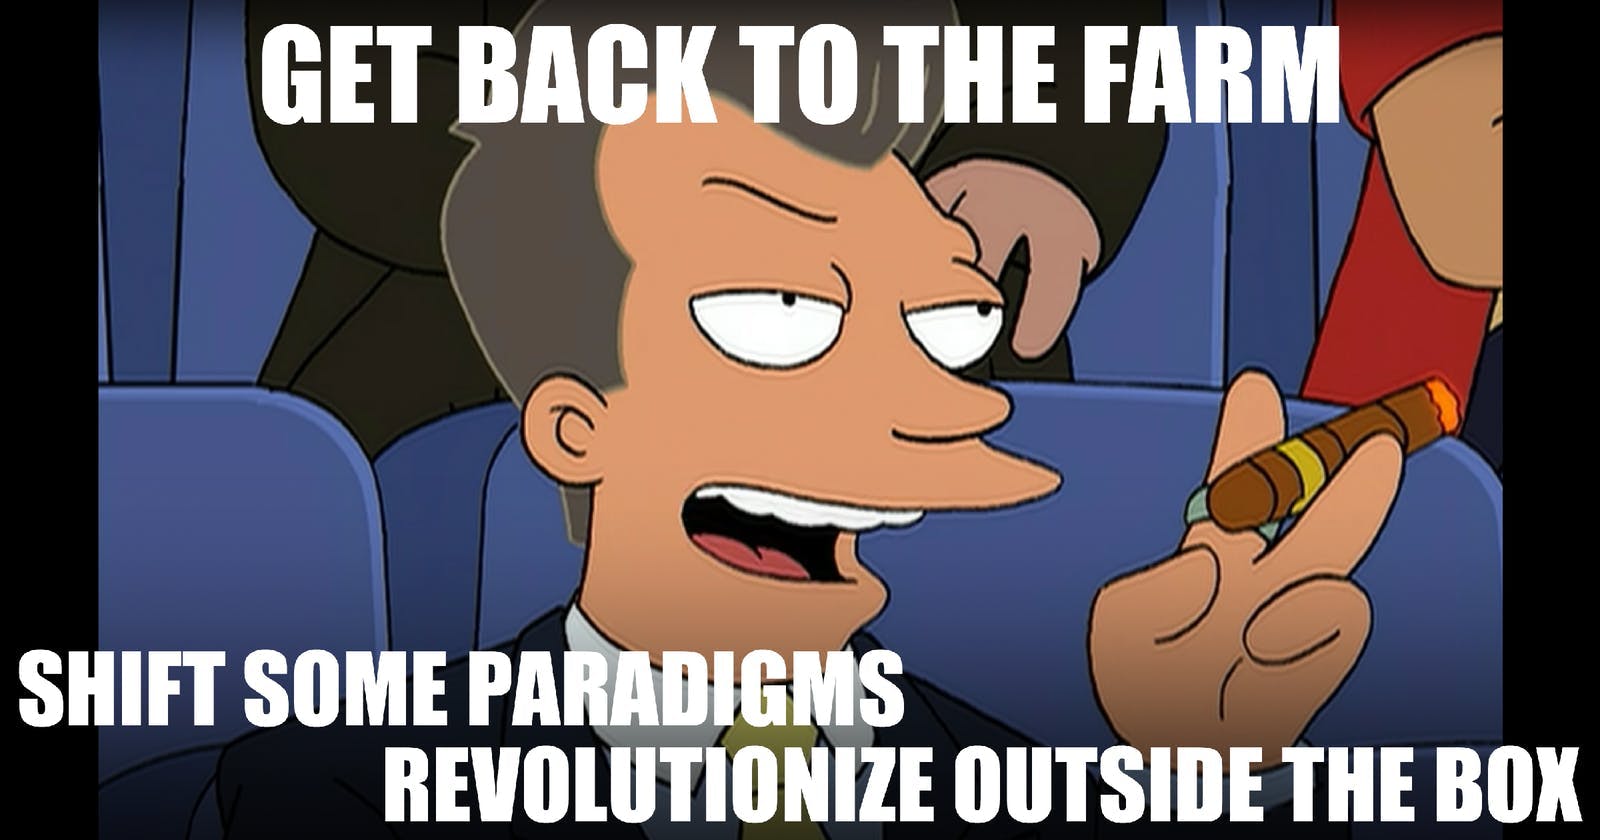 GET BACK TO THE FARM
SHIFT SOME PARADIGMS
REVOLUTIONIZE OUTSIDE THE BOX